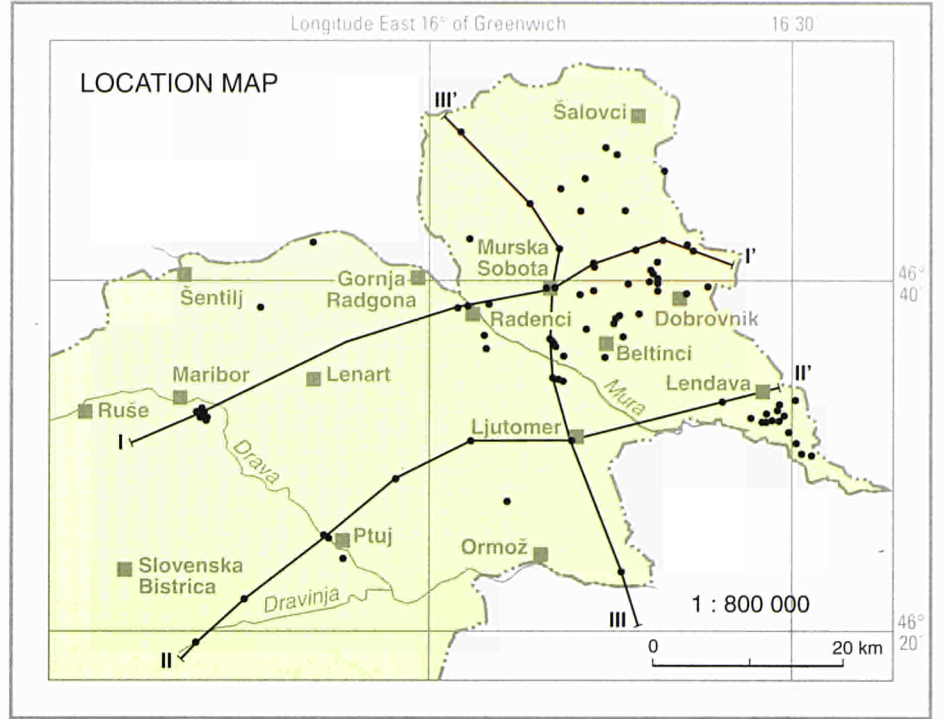 Longitude East 16° of Greenwich
16 30
LOCATION MAP
III'
Šalovci
Murska
Sobota
I'
Gornja
Radgona
46°
40'
Šentilj
Radenci
Dobrovnik
Beltinci
II'
Maribor
Lenart
Lendava
Mura
Ruše
I
Ljutomer
Drava
Ptuj
Ormož
Slovenska
Bistrica
Dravinja
1 : 800 000
III
46°
20'
II
0
20 km